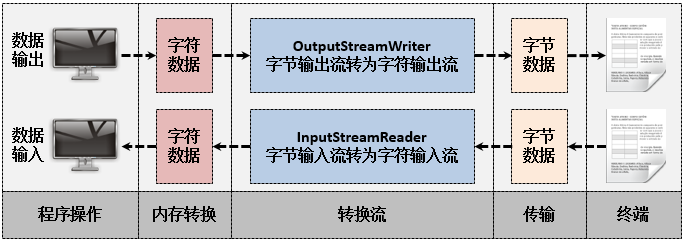 数据
输出
字符
数据
OutputStreamWriter
字节输出流转为字符输出流
字节
数据
数据
输入
字符
数据
InputStreamReader
字节输入流转为字符输入流
字节
数据
程序操作
内存转换
转换流
传输
终端